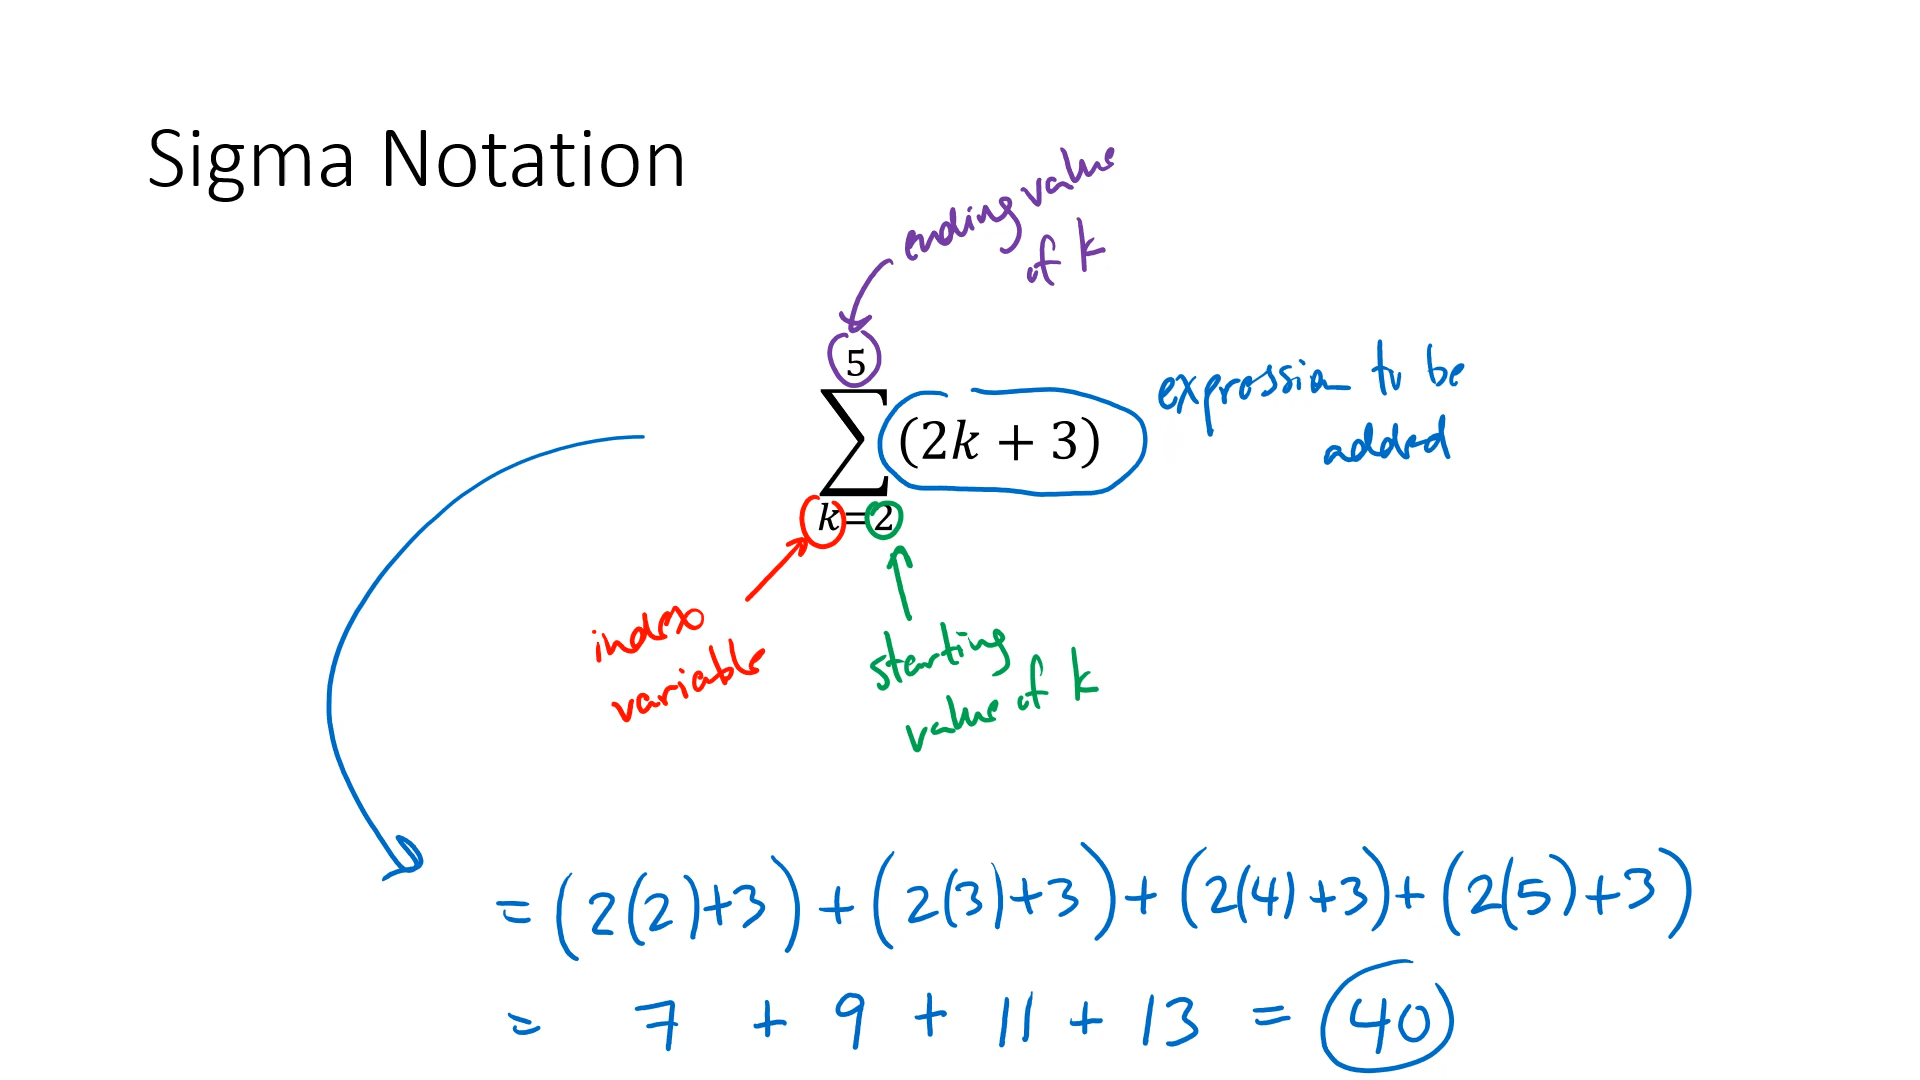 Sigma Notation
ending value
of k
5
∑ (2k + 3)
k=2
expression to be
added
index
variable
starting
value of k
= (2(2)+3) + (2(3)+3) + (2(4)+3) + (2(5)+3)
= 7 + 9 + 11 + 13 = 40